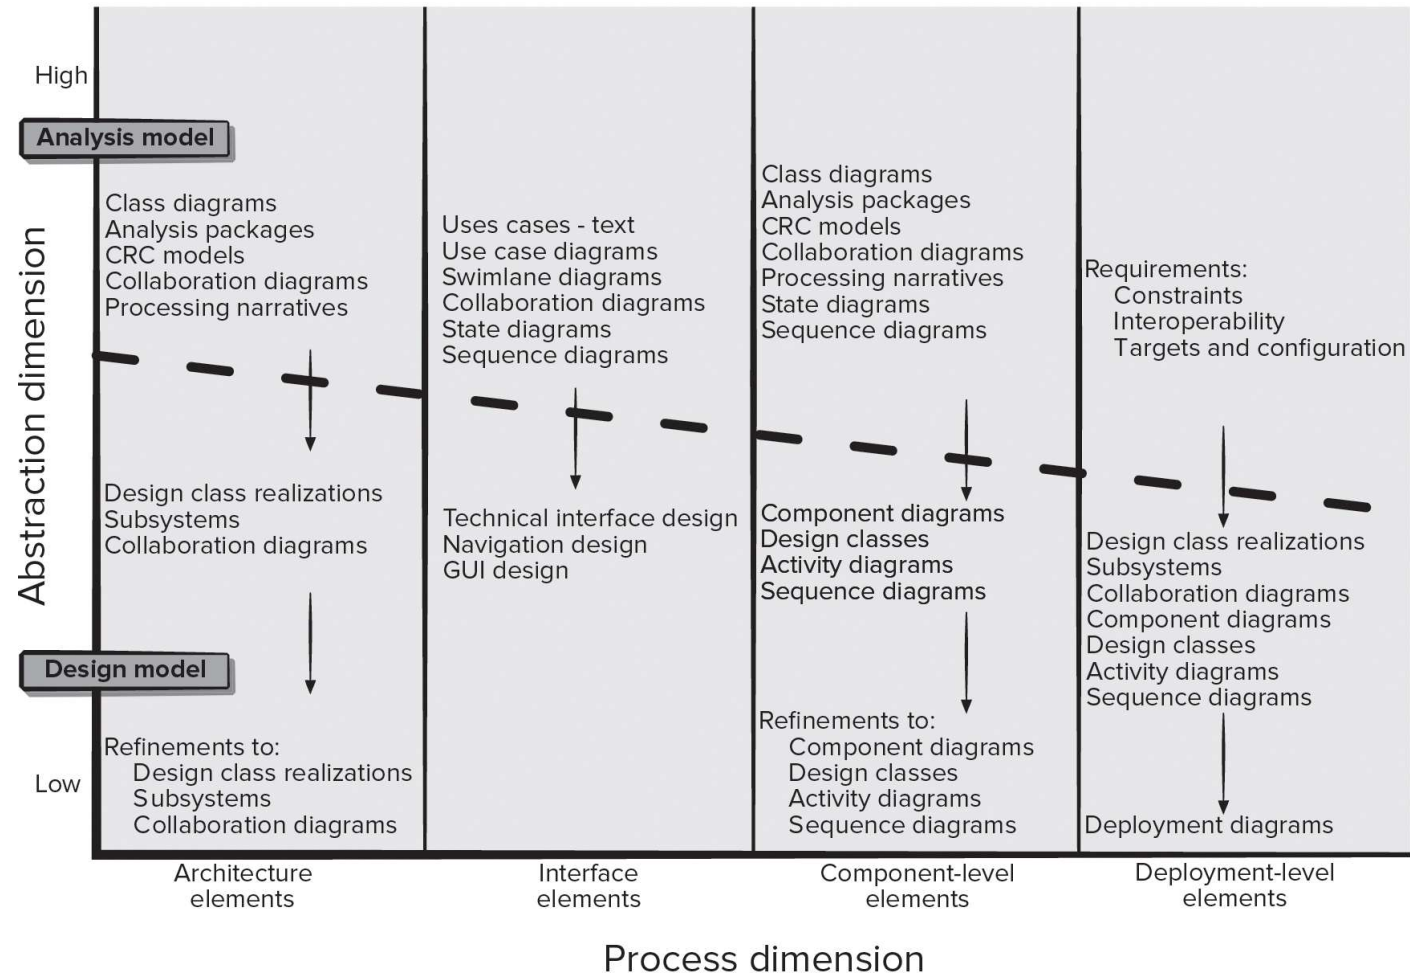 High
Analysis model
Abstraction dimension
Design model
Low
Class diagrams
Analysis packages
CRC models
Collaboration diagrams
Processing narratives
Design class realizations
Subsystems
Collaboration diagrams
Refinements to:
Design class realizations
Subsystems
Collaboration diagrams
Architecture
elements
Uses cases - text
Use case diagrams
Swimlane diagrams
Collaboration diagrams
State diagrams
Sequence diagrams
Technical interface design
Navigation design
GUI design
Interface
elements
Class diagrams
Analysis packages
CRC models
Collaboration diagrams
Processing narratives
State diagrams
Sequence diagrams
Component diagrams
Design classes
Activity diagrams
Sequence diagrams
Refinements to:
Component diagrams
Design classes
Activity diagrams
Sequence diagrams
Component-level
elements
Requirements:
Constraints
Interoperability
Targets and configuration
Design class realizations
Subsystems
Collaboration diagrams
Component diagrams
Design classes
Activity diagrams
Sequence diagrams
Deployment diagrams
Deployment-level
elements
Process dimension